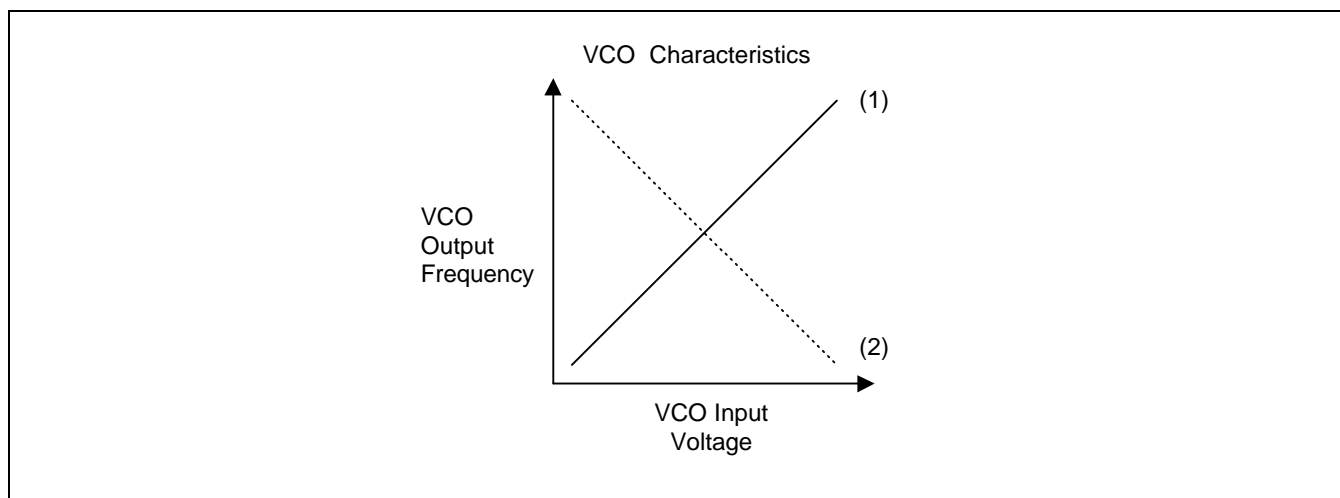 VCO Characteristics
(1)
VCO
Output
Frequency
(2)
VCO Input
Voltage